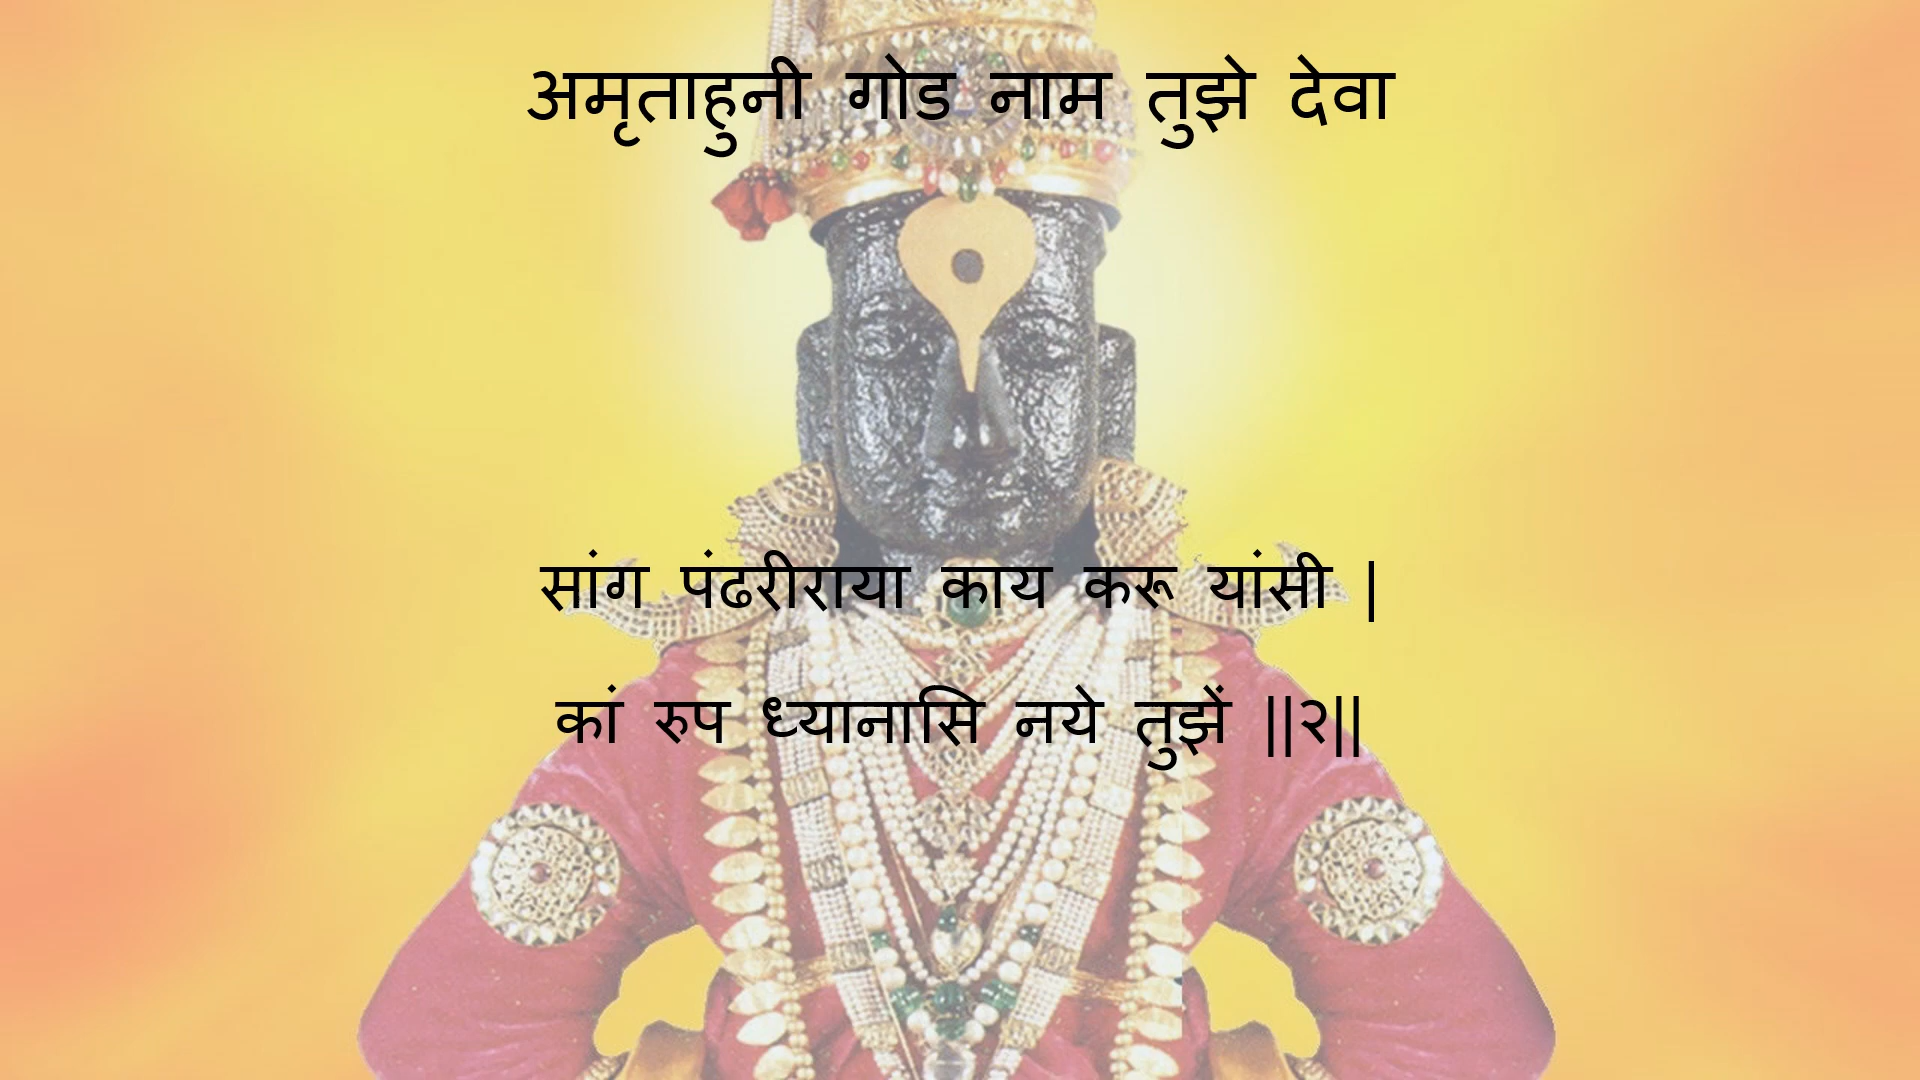 अमृताहुनी गोड नाम तुझे देवा
सांग पंढरीराया काय करू यांसी |
कां रुप ध्यानासि नये तुझें ||२||